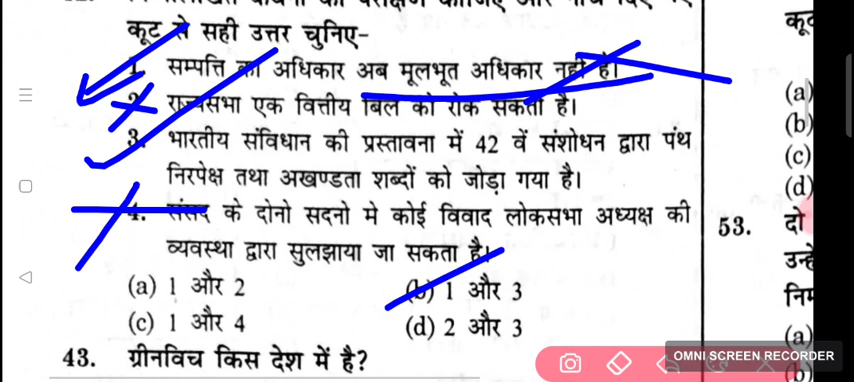 कूट से सही उत्तर चुनिए-
1. सम्पत्ति का अधिकार अब मूलभूत अधिकार नहीं है।
2. राज्यसभा एक वित्तीय बिल को रोक सकता है।
3. भारतीय संविधान की प्रस्तावना में 42 वें संशोधन द्वारा पंथ
निरपेक्ष तथा अखण्डता शब्दों को जोड़ा गया है।
4. संसद के दोनो सदनो मे कोई विवाद लोकसभा अध्यक्ष की
व्यवस्था द्वारा सुलझाया जा सकता है।
(a) 1 और 2
(b) 1 और 3
(c) 1 और 4
(d) 2 और 3
43. ग्रीनविच किस देश में है?
(a)
(b)
(c)
(d)
53. दो
(a)
(b)
OMNI SCREEN RECORDER